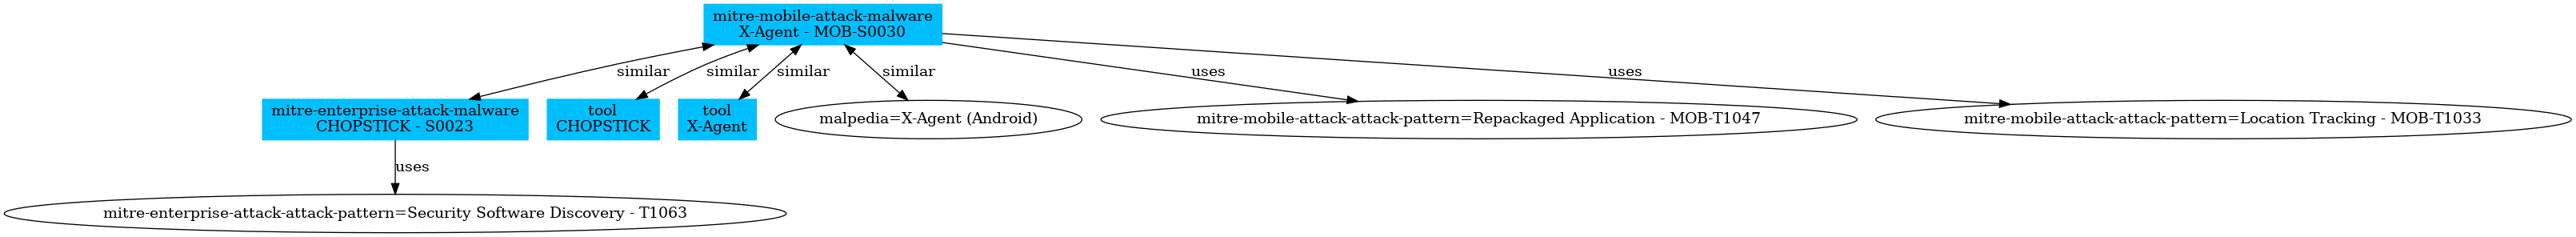 mitre-mobile-attack-malware
X-Agent - MOB-S0030
similar
similar
similar
similar
uses
uses
mitre-enterprise-attack-malware
CHOPSTICK - S0023
tool
CHOPSTICK
tool
X-Agent
malpedia=X-Agent (Android)
mitre-mobile-attack-attack-pattern=Repackaged Application - MOB-T1047
mitre-mobile-attack-attack-pattern=Location Tracking - MOB-T1033
uses
mitre-enterprise-attack-attack-pattern=Security Software Discovery - T1063